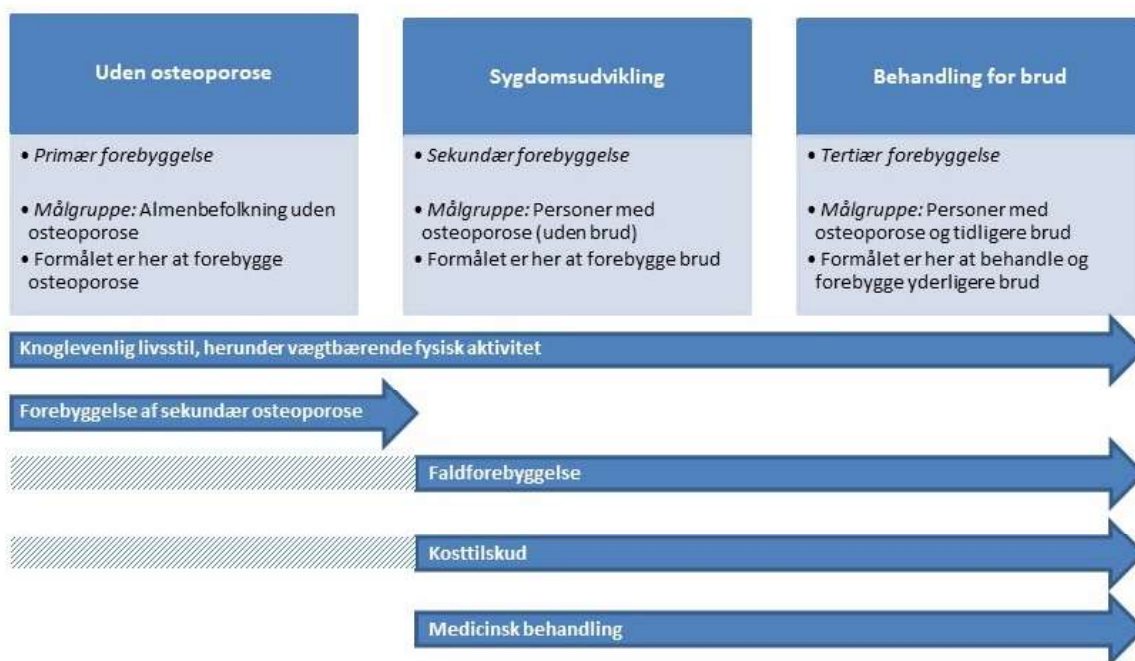 Uden osteoporose
• Primær forebyggelse
• Målgruppe: Almenbefolkning uden
osteoporose
• Formålet er her at forebygge
osteoporose
Sygdomsudvikling
• Sekundær forebyggelse
• Målgruppe: Personer med
osteoporose (uden brud)
• Formålet er her at forebygge brud
Behandling for brud
• Tertiær forebyggelse
• Målgruppe: Personer med
osteoporose og tidligere brud
• Formålet er her at behandle og
forebygge yderligere brud
Knoglevenlig livsstil, herunder vægtbærende fysisk aktivitet
Forebyggelse af sekundær osteoporose
Faldforebyggelse
Kosttilskud
Medicinsk behandling